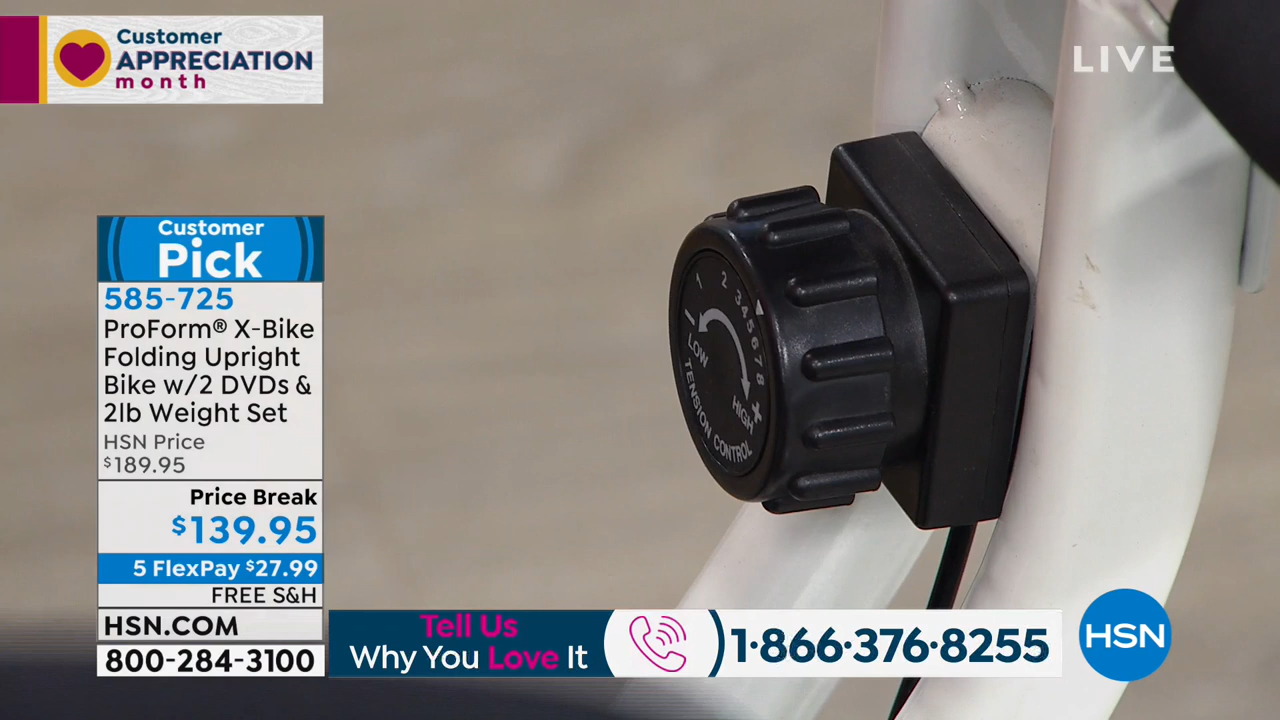 Customer
APPRECIATION
month
LIVE
Customer
Pick
585-725
ProForm® X-Bike
Folding Upright
Bike w/2 DVDs &
2lb Weight Set
HSN Price
$189.95
Price Break
$139.95
5 FlexPay $27.99
FREE S&H
HSN.COM
800-284-3100
1 2 3 4 5 6 7 8
− +
LOW HIGH
TENSION CONTROL
Tell Us
Why You Love It
1•866•376•8255
HSN